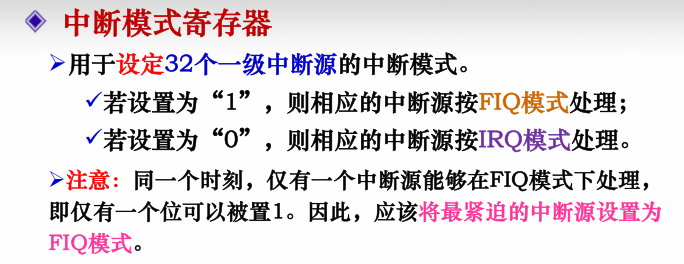 中断模式寄存器
用于设定32个一级中断源的中断模式。
若设置为“1”，则相应的中断源按FIQ模式处理；
若设置为“0”，则相应的中断源按IRQ模式处理。
注意：同一个时刻，仅有一个中断源能够在FIQ模式下处理，
即仅有一个位可以被置1。因此，应该将最紧迫的中断源设置为
FIQ模式。